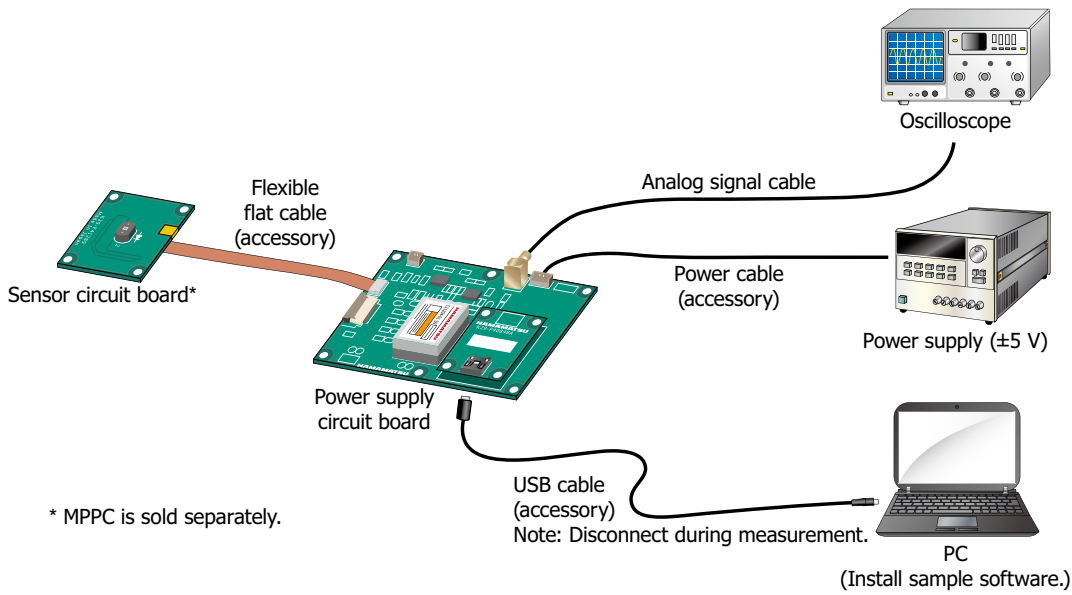 Oscilloscope
Analog signal cable
Flexible
flat cable
(accessory)
Sensor circuit board*
Power cable
(accessory)
Power supply (±5 V)
HAMAMATSU
HAMAMATSU
Power supply
circuit board
USB cable
(accessory)
Note: Disconnect during measurement.
* MPPC is sold separately.
PC
(Install sample software.)